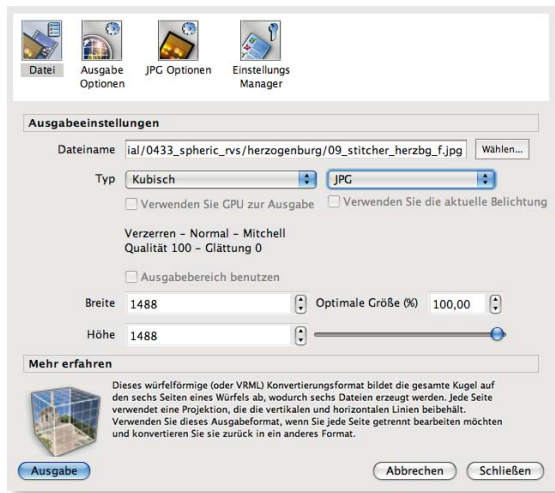 Datei
Ausgabe Optionen
JPG Optionen
Einstellungs Manager
Ausgabeeinstellungen
Dateiname ial/0433_spheric_rvs/herzogenburg/09_stitcher_herzbg_f.jpg Wählen...
Typ Kubisch JPG
Verwenden Sie GPU zur Ausgabe Verwenden Sie die aktuelle Belichtung
Verzerren – Normal – Mitchell
Qualität 100 – Glättung 0
Ausgabebereich benutzen
Breite 1488 Optimale Größe (%) 100,00
Höhe 1488
Mehr erfahren
Dieses würfelförmige (oder VRML) Konvertierungsformat bildet die gesamte Kugel auf
den sechs Seiten eines Würfels ab, wodurch sechs Dateien erzeugt werden. Jede Seite
verwendet eine Projektion, die die vertikalen und horizontalen Linien beibehält.
Verwenden Sie dieses Ausgabeformat, wenn Sie jede Seite getrennt bearbeiten möchten
und konvertieren Sie sie zurück in ein anderes Format.
Ausgabe Abbrechen Schließen